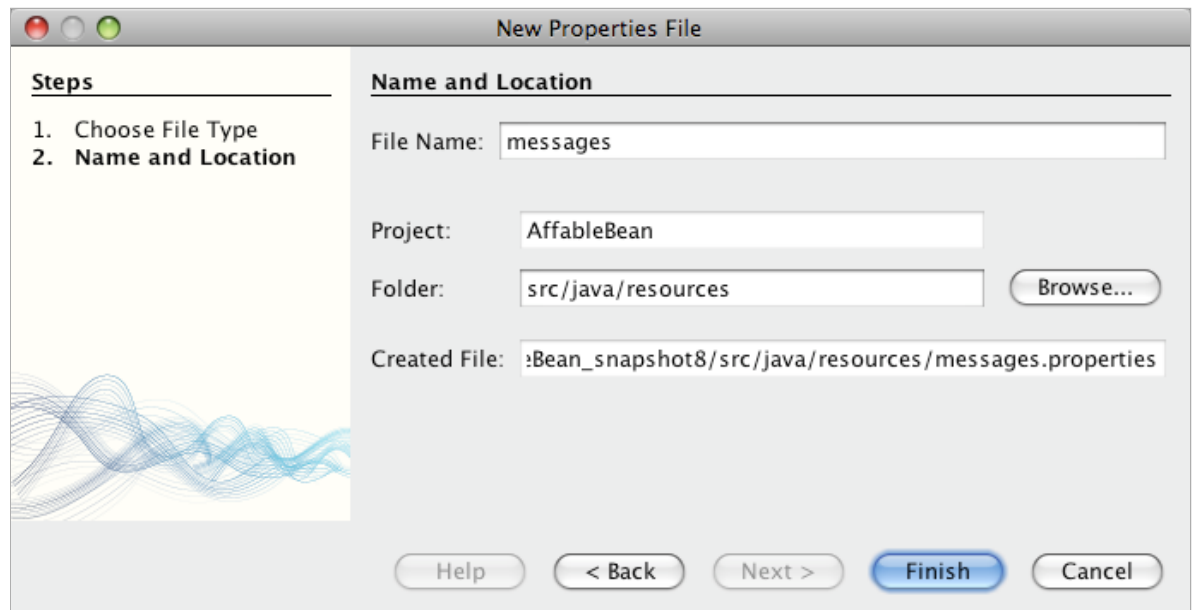 New Properties File
Steps
1. Choose File Type
2. Name and Location
Name and Location
File Name: messages
Project: AffableBean
Folder: src/java/resources Browse...
Created File: eBean_snapshot8/src/java/resources/messages.properties
Help < Back Next > Finish Cancel